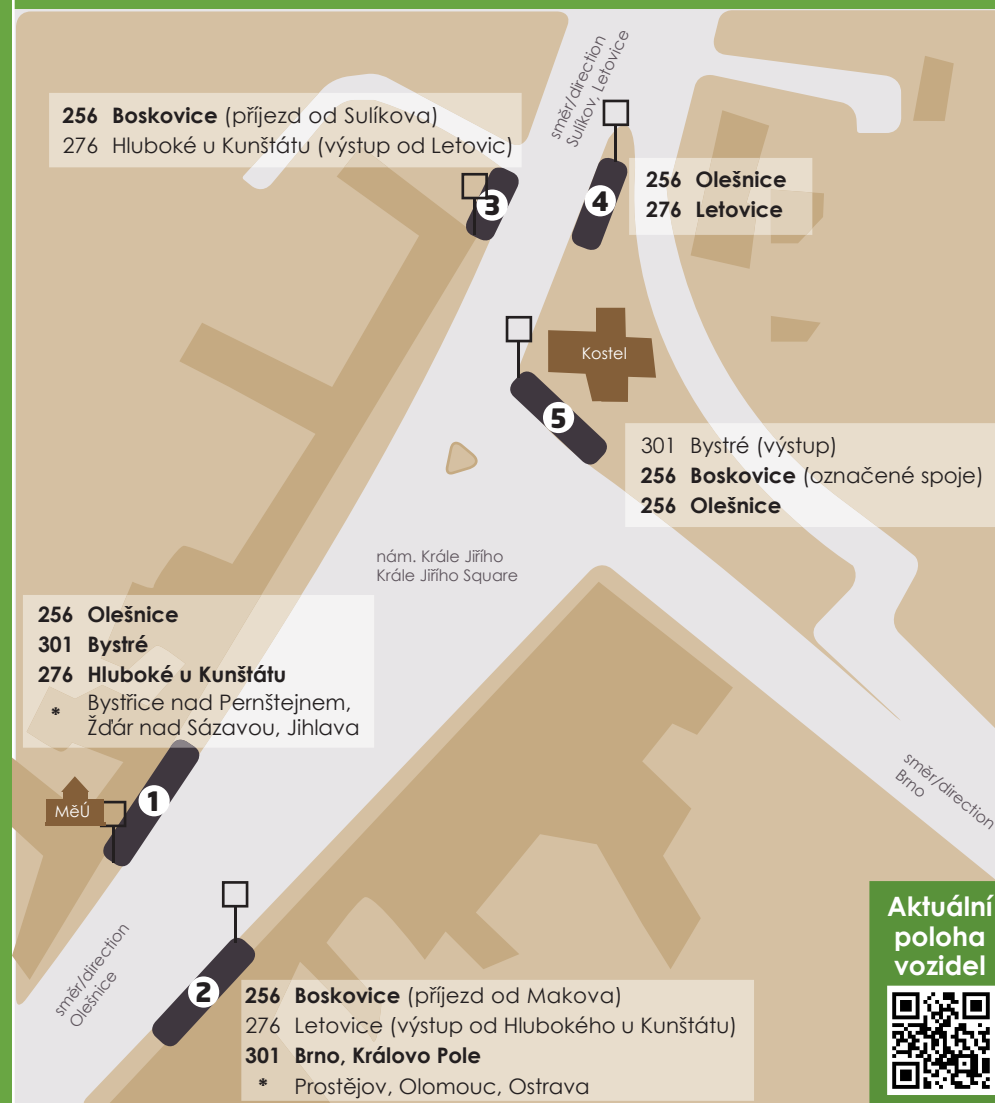 směr/direction
Sulíkov, Letovice
256 Boskovice (příjezd od Sulíkova)
276 Hluboké u Kunštátu (výstup od Letovic)
3
4
256 Olešnice
276 Letovice
Kostel
5
301 Bystré (výstup)
256 Boskovice (označené spoje)
256 Olešnice
nám. Krále Jiřího
Krále Jiřího Square
256 Olešnice
301 Bystré
276 Hluboké u Kunštátu
* Bystřice nad Pernštejnem,
Žďár nad Sázavou, Jihlava
směr/direction
Brno
MěÚ
1
směr/direction
Olešnice
2
256 Boskovice (příjezd od Makova)
276 Letovice (výstup od Hlubokého u Kunštátu)
301 Brno, Královo Pole
* Prostějov, Olomouc, Ostrava
Aktuální
poloha
vozidel